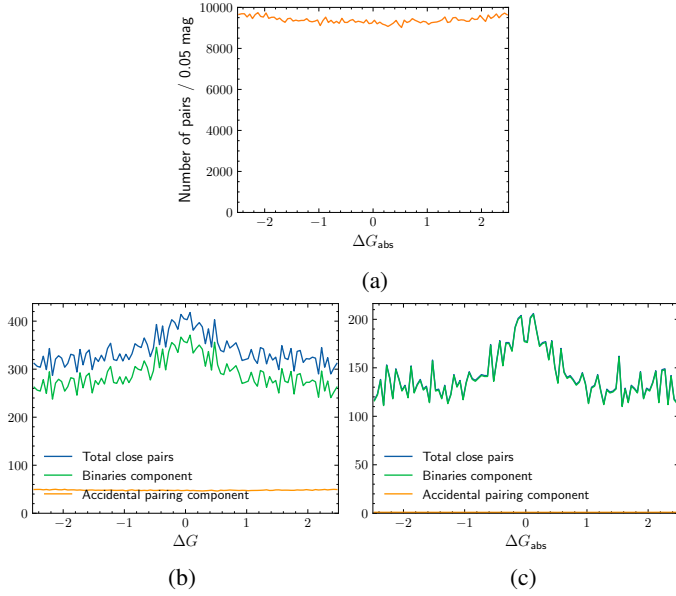 10000
8000
6000
4000
2000
0
Number of pairs / 0.05 mag
−2 −1 0 1 2
ΔG_abs
(a)
400
300
200
100
0
Total close pairs
Binaries component
Accidental pairing component
−2 −1 0 1 2
ΔG
(b)
200
150
100
50
0
Total close pairs
Binaries component
Accidental pairing component
−2 −1 0 1 2
ΔG_abs
(c)